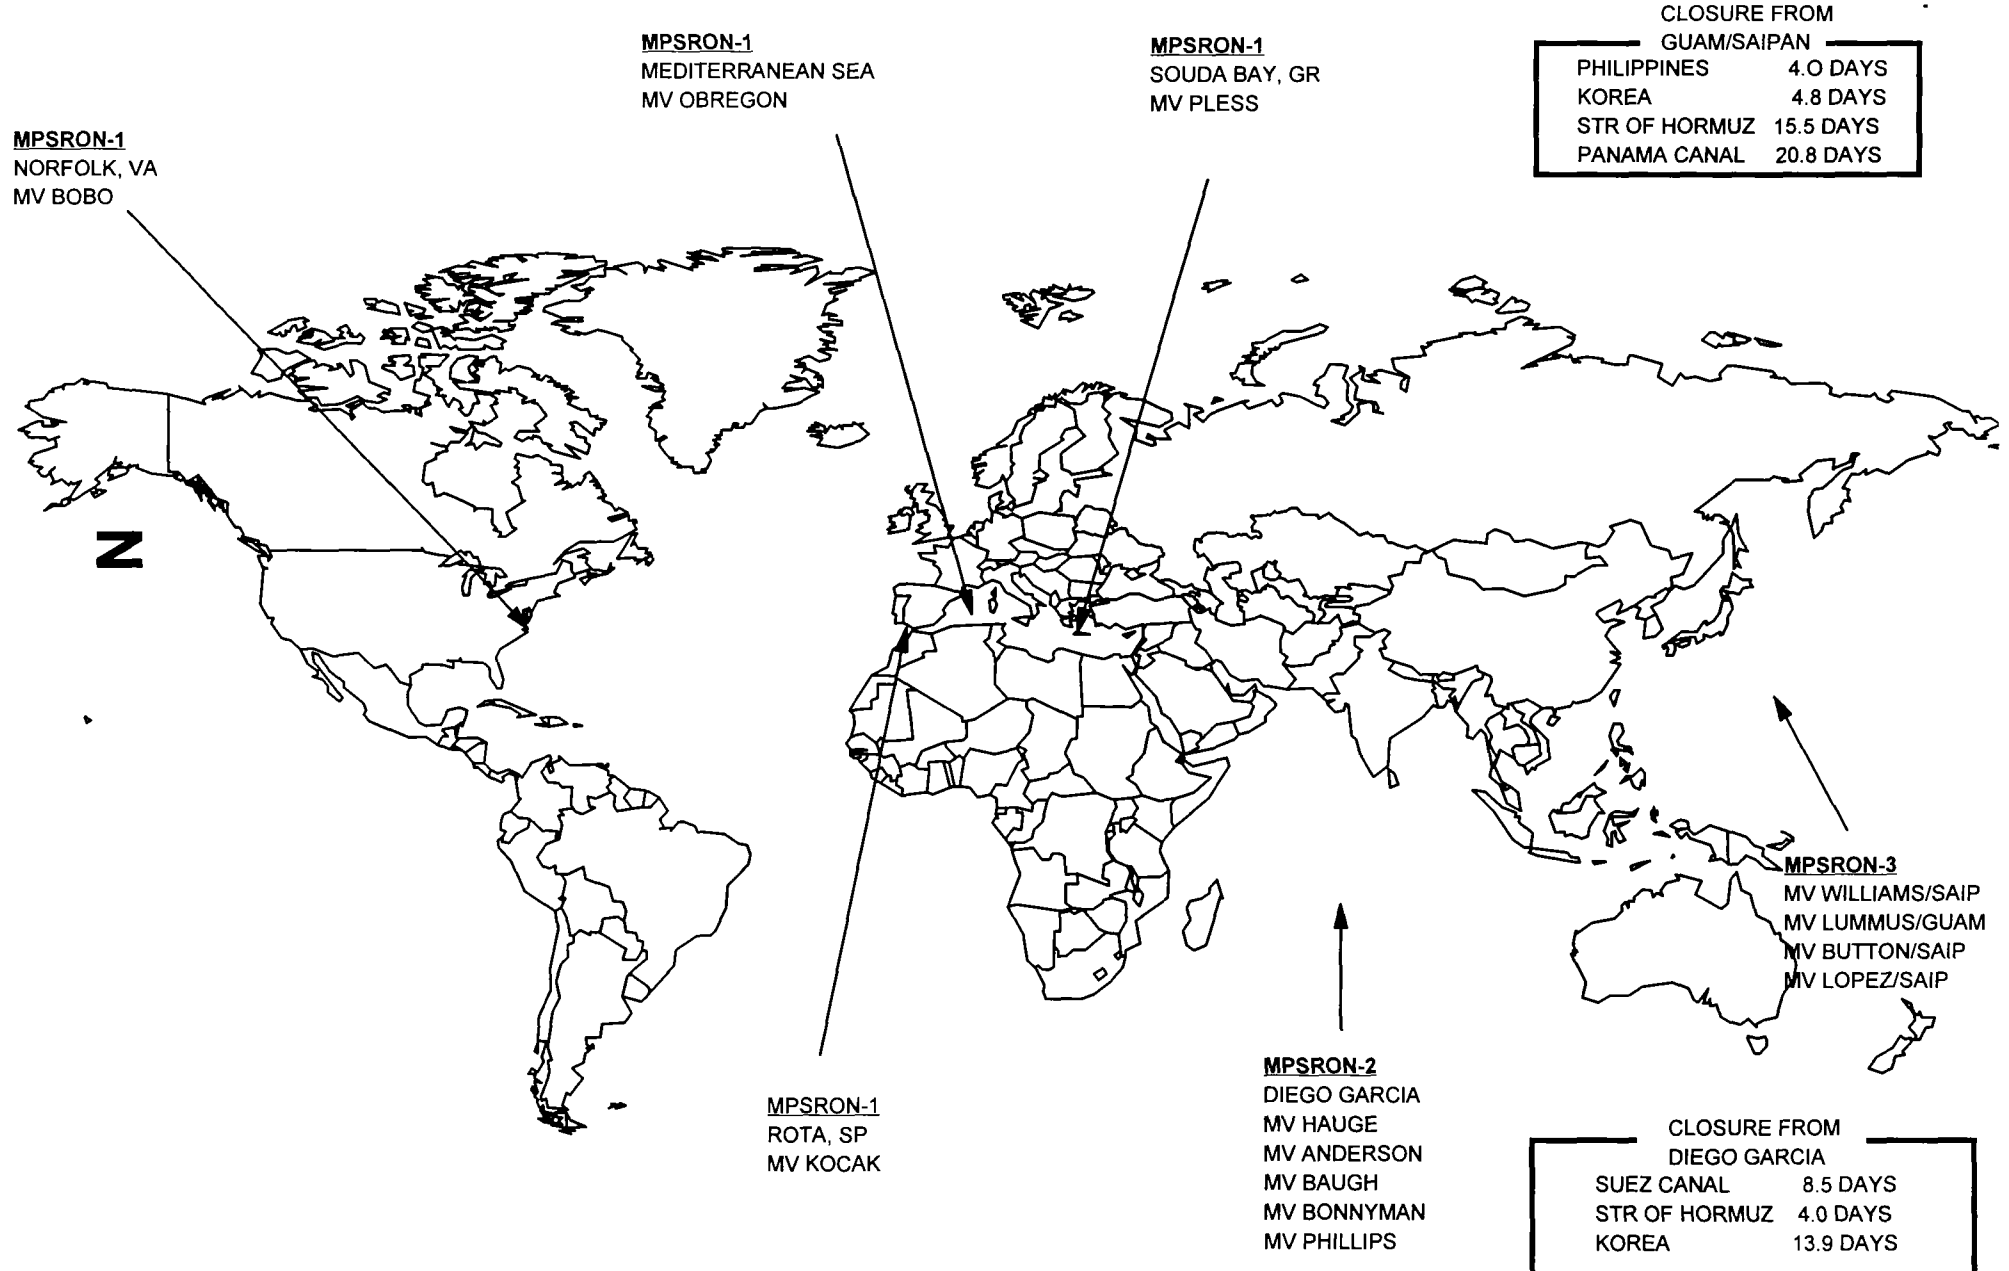 MPSRON-1
MEDITERRANEAN SEA
MV OBREGON
MPSRON-1
SOUDA BAY, GR
MV PLESS
CLOSURE FROM
GUAM/SAIPAN
PHILIPPINES 4.O DAYS
KOREA 4.8 DAYS
STR OF HORMUZ 15.5 DAYS
PANAMA CANAL 20.8 DAYS
MPSRON-1
NORFOLK, VA
MV BOBO
N
MPSRON-3
MV WILLIAMS/SAIP
MV LUMMUS/GUAM
MV BUTTON/SAIP
MV LOPEZ/SAIP
MPSRON-1
ROTA, SP
MV KOCAK
MPSRON-2
DIEGO GARCIA
MV HAUGE
MV ANDERSON
MV BAUGH
MV BONNYMAN
MV PHILLIPS
CLOSURE FROM
DIEGO GARCIA
SUEZ CANAL 8.5 DAYS
STR OF HORMUZ 4.0 DAYS
KOREA 13.9 DAYS